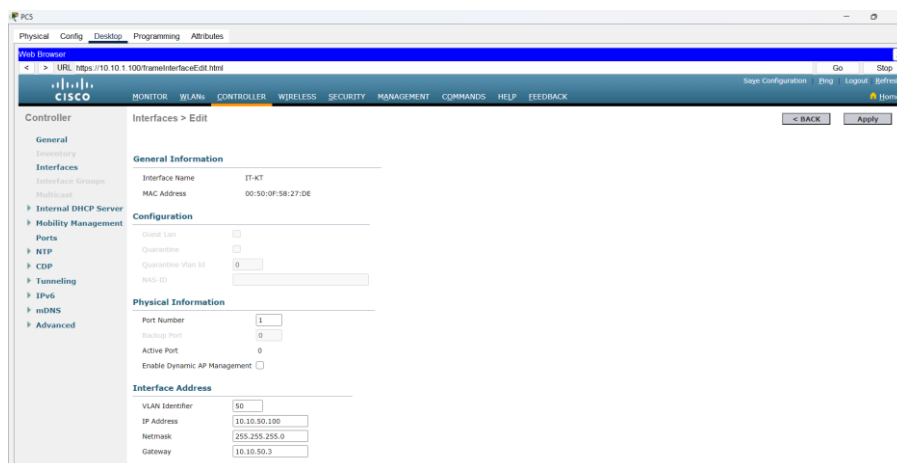 PC5
Physical Config Desktop Programming Attributes
Web Browser
< > URL https://10.10.1.100/frameInterfaceEdit.html Go Stop
Save Configuration Ping Logout Refres
CISCO MONITOR WLANs CONTROLLER WIRELESS SECURITY MANAGEMENT COMMANDS HELP FEEDBACK Home
Controller
Interfaces > Edit
< BACK Apply
General
Inventory
Interfaces
Interface Groups
Multicast
Internal DHCP Server
Mobility Management
Ports
NTP
CDP
Tunneling
IPv6
mDNS
Advanced
General Information
Interface Name IT-KT
MAC Address 00:50:0F:58:27:DE
Configuration
Guest Lan
Quarantine
Quarantine Vlan Id 0
NAS-ID
Physical Information
Port Number 1
Backup Port 0
Active Port 0
Enable Dynamic AP Management
Interface Address
VLAN Identifier 50
IP Address 10.10.50.100
Netmask 255.255.255.0
Gateway 10.10.50.3